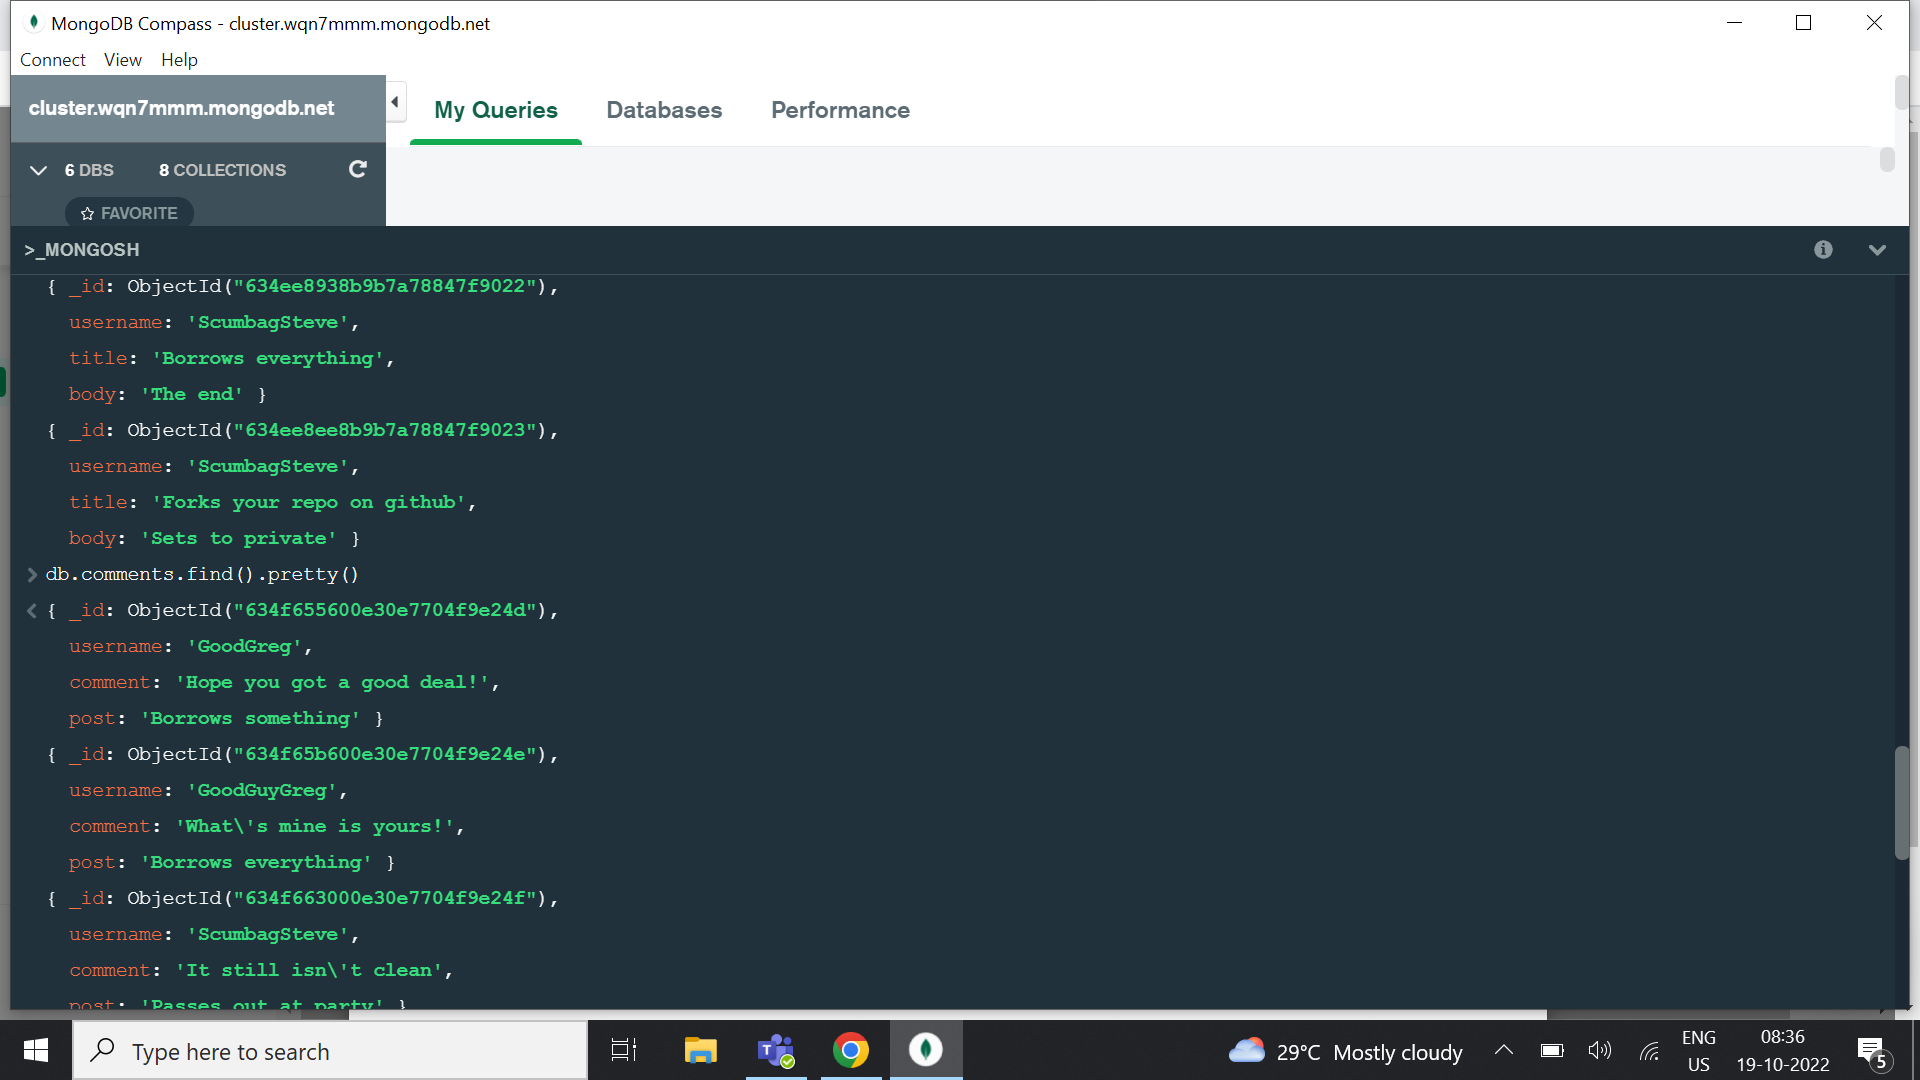 MongoDB Compass - cluster.wqn7mmm.mongodb.net
Connect View Help
cluster.wqn7mmm.mongodb.net
My Queries Databases Performance
6 DBS 8 COLLECTIONS
FAVORITE
>_MONGOSH
{ _id: ObjectId("634ee8938b9b7a78847f9022"),
username: 'ScumbagSteve',
title: 'Borrows everything',
body: 'The end' }
{ _id: ObjectId("634ee8ee8b9b7a78847f9023"),
username: 'ScumbagSteve',
title: 'Forks your repo on github',
body: 'Sets to private' }
> db.comments.find().pretty()
< { _id: ObjectId("634f655600e30e7704f9e24d"),
username: 'GoodGreg',
comment: 'Hope you got a good deal!',
post: 'Borrows something' }
{ _id: ObjectId("634f65b600e30e7704f9e24e"),
username: 'GoodGuyGreg',
comment: 'What\'s mine is yours!',
post: 'Borrows everything' }
{ _id: ObjectId("634f663000e30e7704f9e24f"),
username: 'ScumbagSteve',
comment: 'It still isn\'t clean',
post: 'Passes out at party' }
Type here to search
29°C Mostly cloudy
ENG
US
08:36
19-10-2022
5